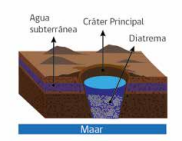 Agua
subterrânea
Cráter Principal
Diatrema
Maar